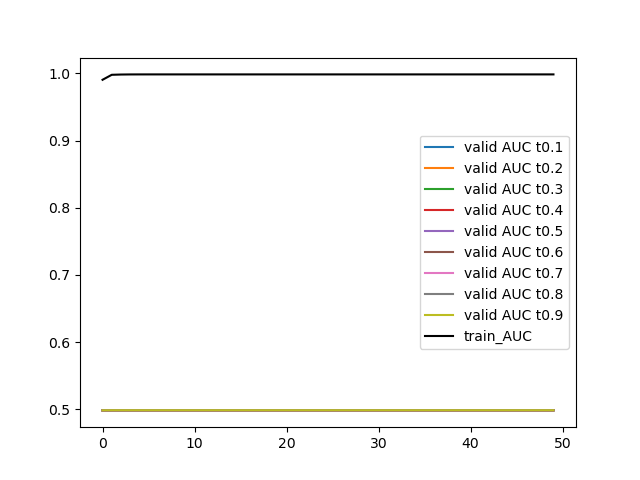 1.0
0.9
0.8
0.7
0.6
0.5
valid AUC t0.1
valid AUC t0.2
valid AUC t0.3
valid AUC t0.4
valid AUC t0.5
valid AUC t0.6
valid AUC t0.7
valid AUC t0.8
valid AUC t0.9
train_AUC
0 10 20 30 40 50